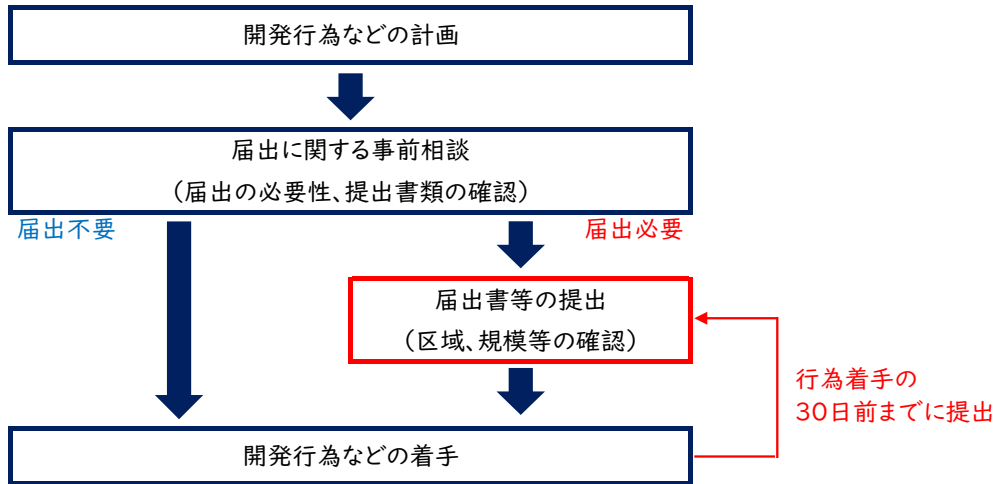 開発行為などの計画
届出に関する事前相談
（届出の必要性、提出書類の確認）
届出不要
届出必要
届出書等の提出
（区域、規模等の確認）
行為着手の
30日前までに提出
開発行為などの着手